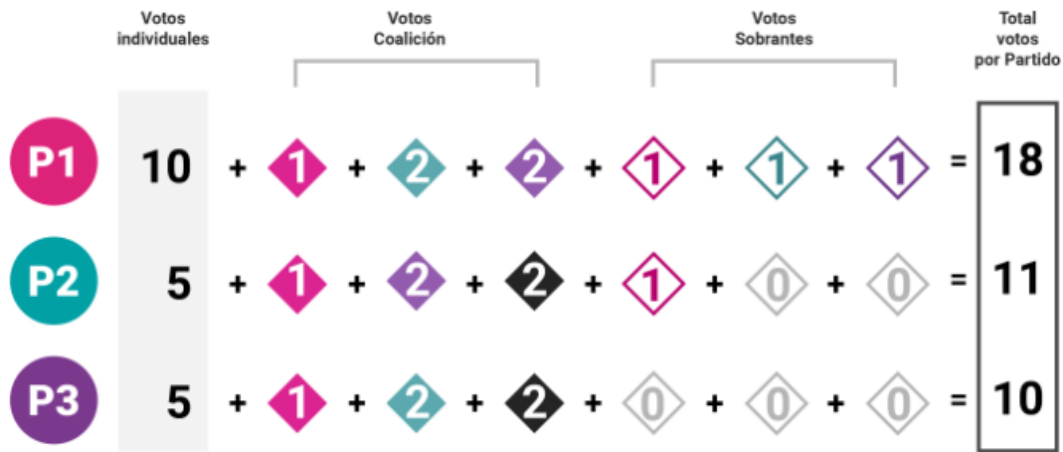 Votos individuales
Votos Coalición
Votos Sobrantes
Total votos por Partido
P1 10 + 1 + 2 + 2 + 1 + 1 + 1 = 18
P2 5 + 1 + 2 + 2 + 1 + 0 + 0 = 11
P3 5 + 1 + 2 + 2 + 0 + 0 + 0 = 10